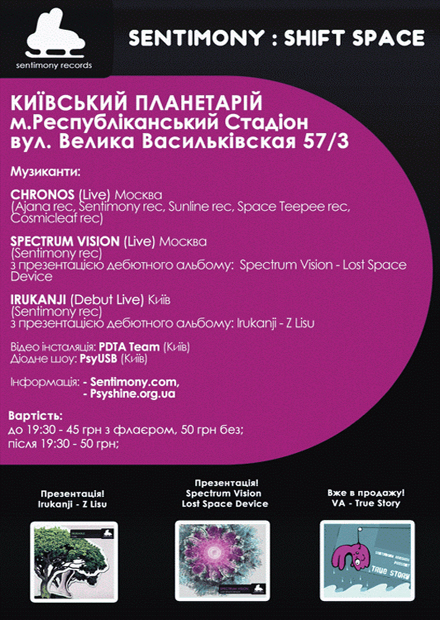 sentimony records
SENTIMONY : SHIFT SPACE
КИЇВСЬКИЙ ПЛАНЕТАРІЙ
м.Республіканський Стадіон
вул. Велика Васильківская 57/3
Музиканти:
CHRONOS (Live) Москва
(Ajana rec, Sentimony rec, Sunline rec, Space Teepee rec,
Cosmicleaf rec)
SPECTRUM VISION (Live) Москва
(Sentimony rec)
з презентацією дебютного альбому: Spectrum Vision - Lost Space
Device
IRUKANJI (Debut Live) Київ
(Sentimony rec)
з презентацією дебютного альбому: Irukanji - Z Lisu
Відео інсталяція: PDTA Team (Київ)
Діодне шоу: PsyUSB (Київ)
Інформація: - Sentimony.com,
- Psyshine.org.ua
Вартість:
до 19:30 - 45 грн з флаєром, 50 грн без;
після 19:30 - 50 грн;
Презентація!
Irukanji - Z Lisu
Презентація!
Spectrum Vision
Lost Space Device
Вже в продажу!
VA - True Story
TRUE STORY